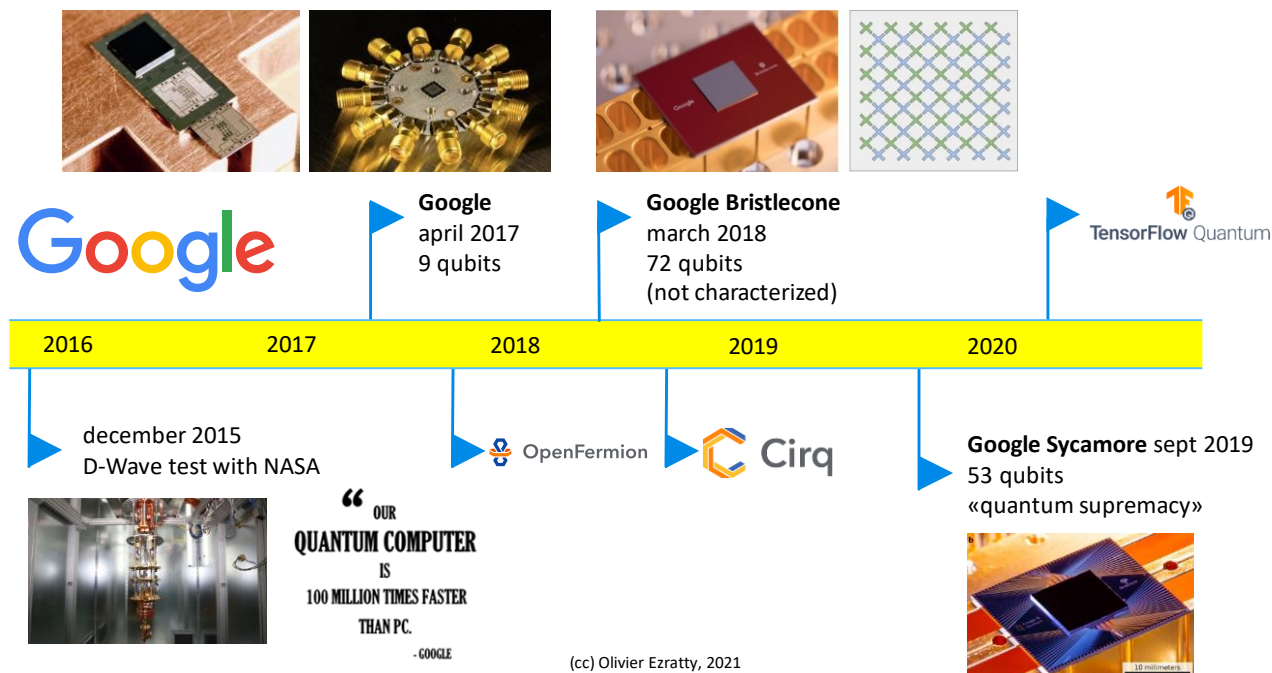 Google
Google
april 2017
9 qubits
Google Bristlecone
march 2018
72 qubits
(not characterized)
TensorFlow Quantum
2016
2017
2018
2019
2020
december 2015
D-Wave test with NASA
OpenFermion
Cirq
Google Sycamore sept 2019
53 qubits
«quantum supremacy»
“ OUR
QUANTUM COMPUTER
IS
100 MILLION TIMES FASTER
THAN PC.
- GOOGLE
10 millimeters
(cc) Olivier Ezratty, 2021